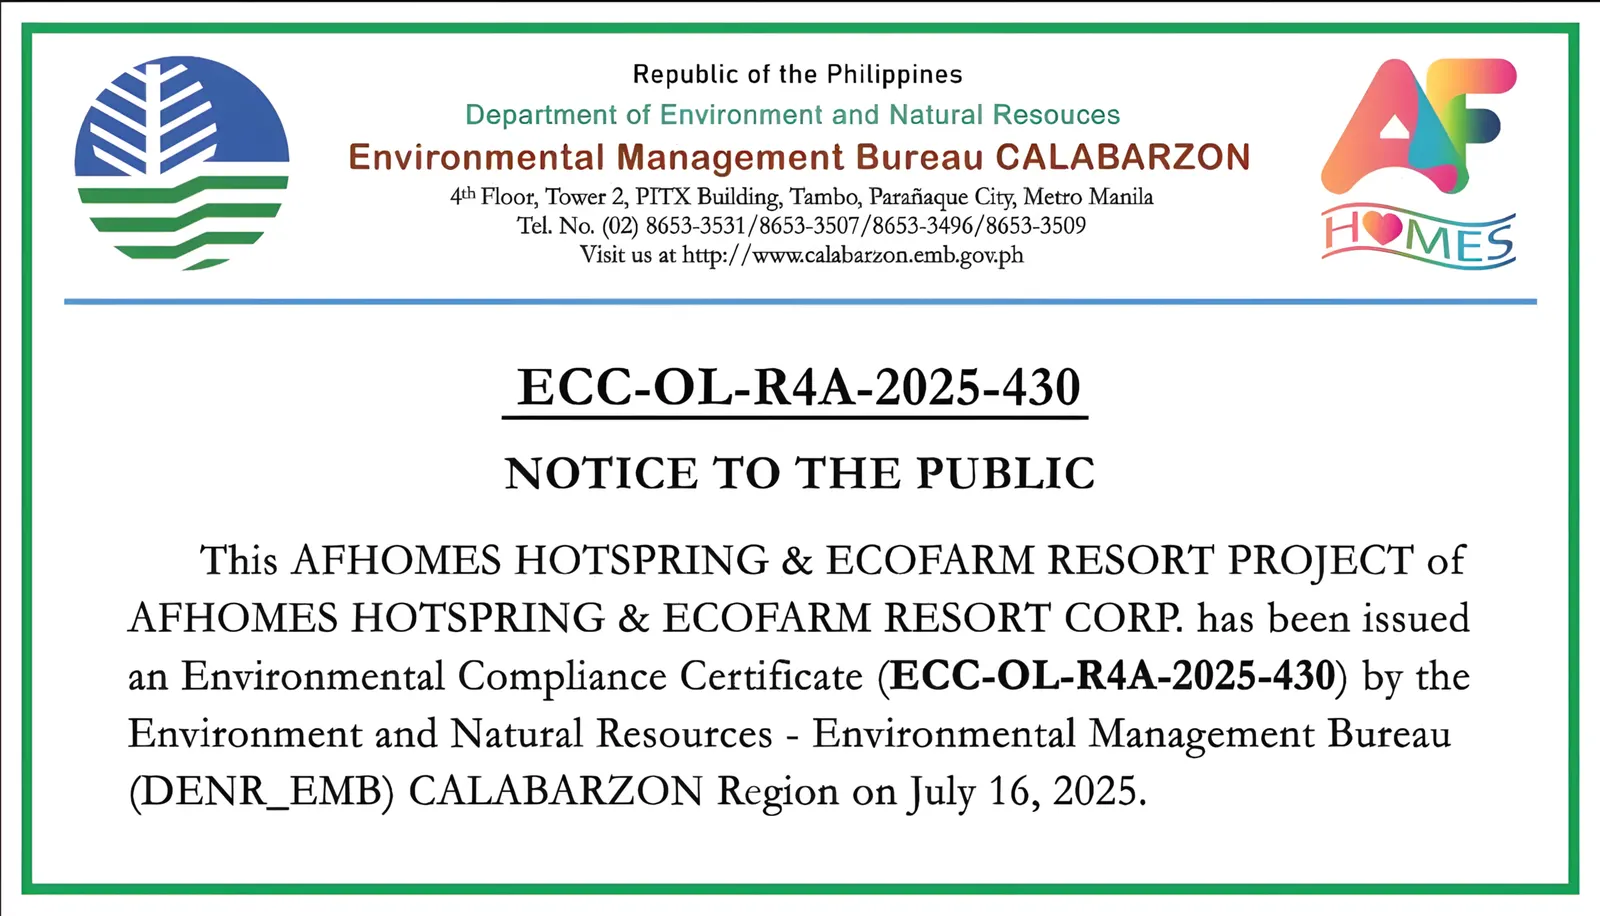 Republic of the Philippines
Department of Environment and Natural Resouces
Environmental Management Bureau CALABARZON
4th Floor, Tower 2, PITX Building, Tambo, Parañaque City, Metro Manila
Tel. No. (02) 8653-3531/8653-3507/8653-3496/8653-3509
Visit us at http://www.calabarzon.emb.gov.ph
AF
HOMES
ECC-OL-R4A-2025-430
NOTICE TO THE PUBLIC
This AFHOMES HOTSPRING & ECOFARM RESORT PROJECT of
AFHOMES HOTSPRING & ECOFARM RESORT CORP. has been issued
an Environmental Compliance Certificate (ECC-OL-R4A-2025-430) by the
Environment and Natural Resources - Environmental Management Bureau
(DENR_EMB) CALABARZON Region on July 16, 2025.